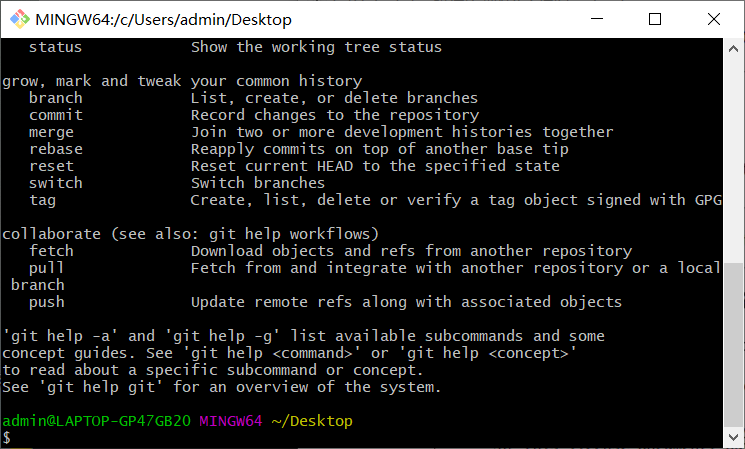 MINGW64:/c/Users/admin/Desktop
status Show the working tree status
grow, mark and tweak your common history
branch List, create, or delete branches
commit Record changes to the repository
merge Join two or more development histories together
rebase Reapply commits on top of another base tip
reset Reset current HEAD to the specified state
switch Switch branches
tag Create, list, delete or verify a tag object signed with GPG
collaborate (see also: git help workflows)
fetch Download objects and refs from another repository
pull Fetch from and integrate with another repository or a local
branch
push Update remote refs along with associated objects
'git help -a' and 'git help -g' list available subcommands and some
concept guides. See 'git help <command>' or 'git help <concept>'
to read about a specific subcommand or concept.
See 'git help git' for an overview of the system.
admin@LAPTOP-GP47GB2O MINGW64 ~/Desktop
$